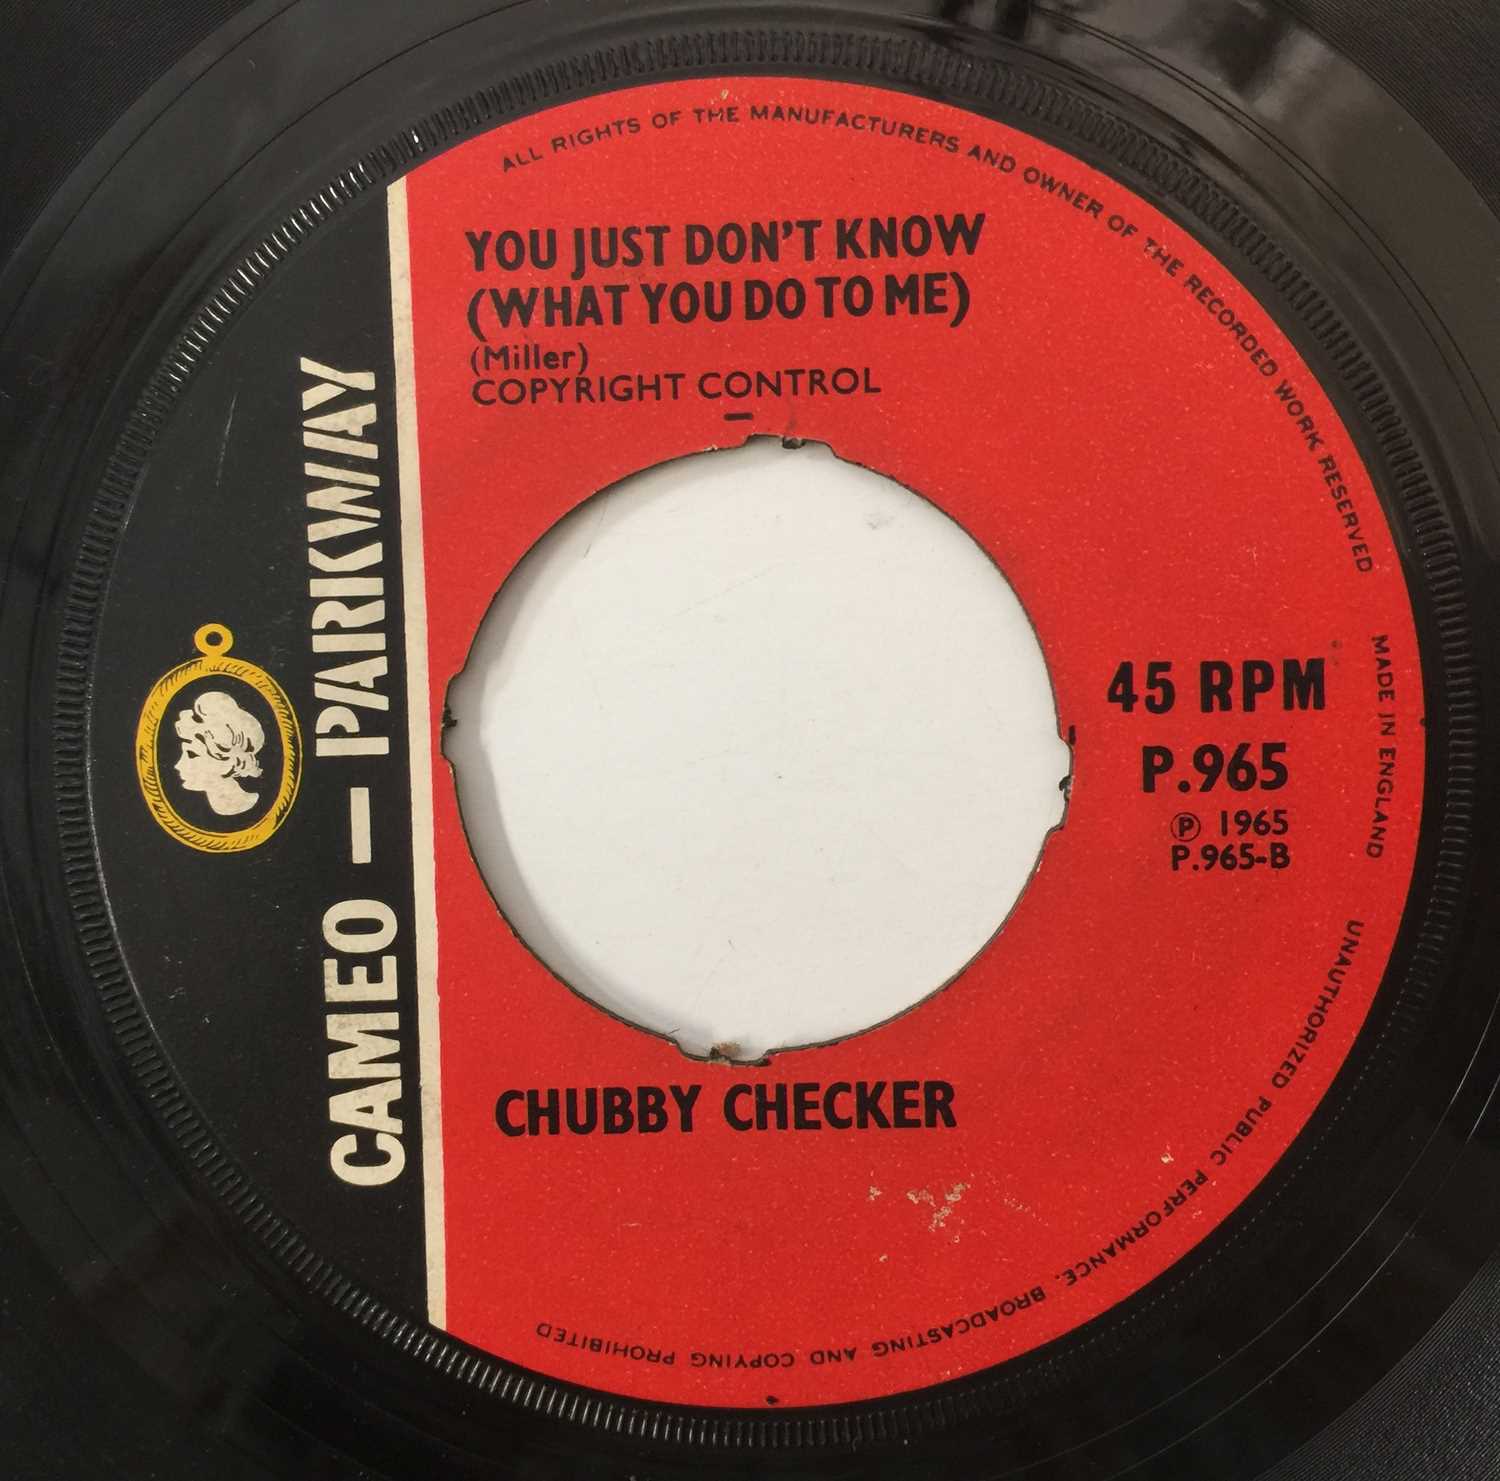 ALL RIGHTS OF THE MANUFACTURERS AND OWNER OF THE RECORDED WORK RESERVED
YOU JUST DON'T KNOW
(WHAT YOU DO TO ME)
(Miller)
COPYRIGHT CONTROL
CAMEO – PARKWAY
45 RPM
P.965
℗ 1965
P.965-B
MADE IN ENGLAND
CHUBBY CHECKER
UNAUTHORIZED PUBLIC PERFORMANCE. BROADCASTING AND COPYING PROHIBITED